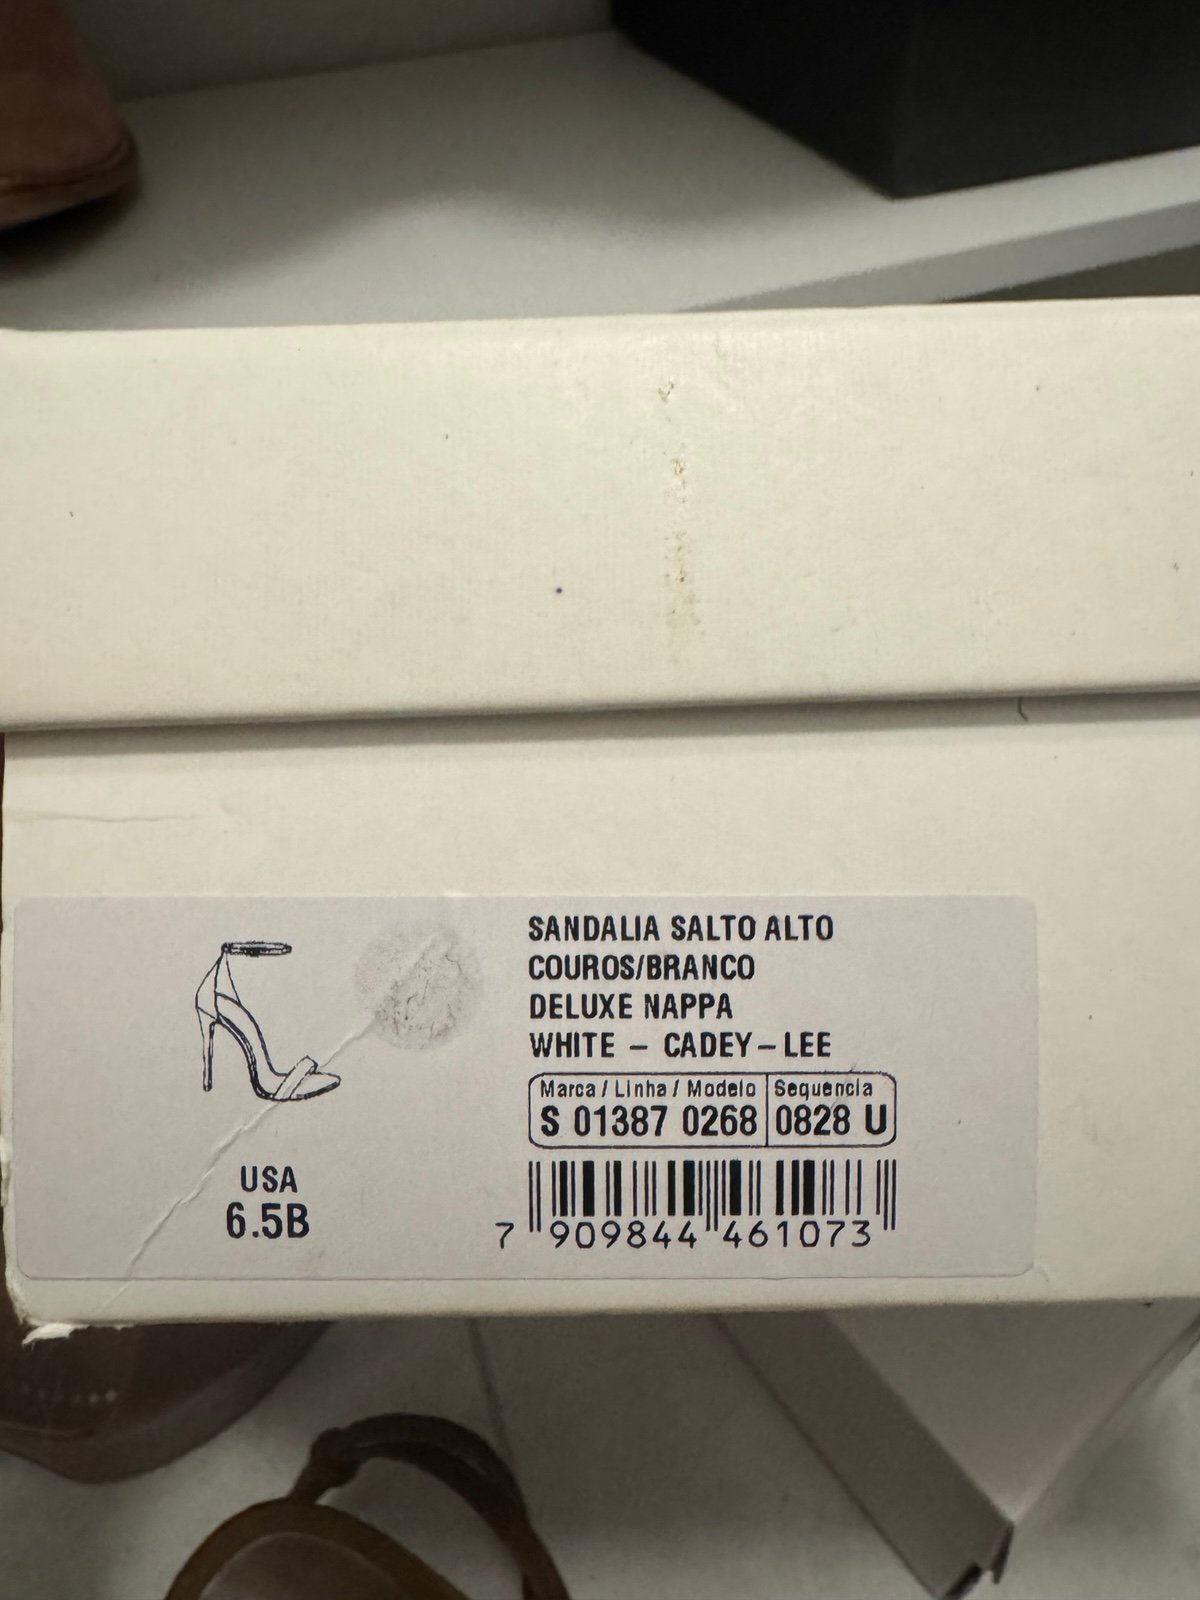 SANDALIA SALTO ALTO
COUROS/BRANCO
DELUXE NAPPA
WHITE – CADEY–LEE
Marca / Linha / Modelo Sequencia
S 01387 0268 0828 U
USA
6.5B
7 909844 461073